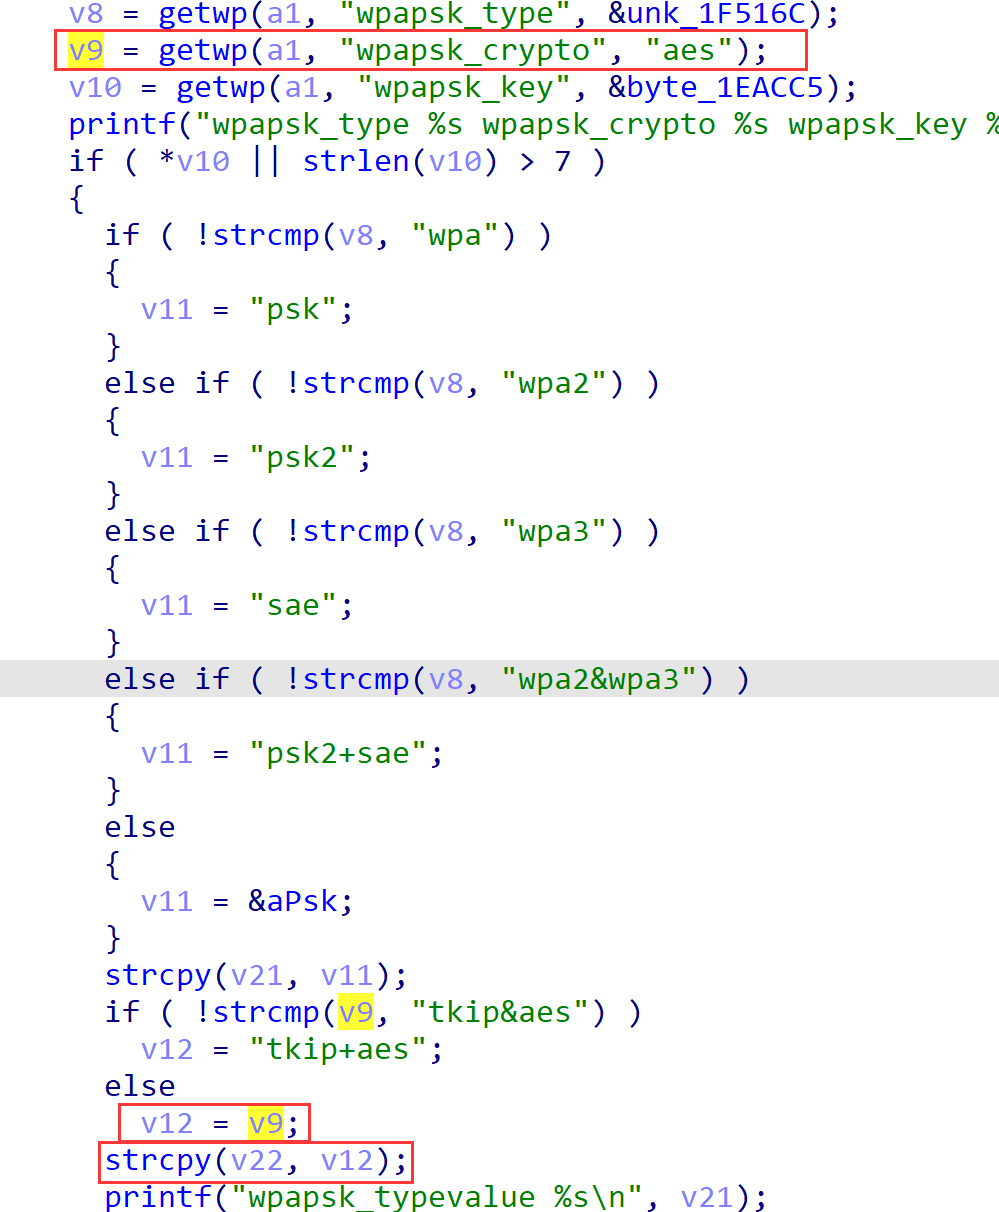 v8 = getwp(a1, "wpapsk_type", &unk_1F516C);
v9 = getwp(a1, "wpapsk_crypto", "aes");
v10 = getwp(a1, "wpapsk_key", &byte_1EACC5);
printf("wpapsk_type %s wpapsk_crypto %s wpapsk_key %
if ( *v10 || strlen(v10) > 7 )
{
if ( !strcmp(v8, "wpa") )
{
v11 = "psk";
}
else if ( !strcmp(v8, "wpa2") )
{
v11 = "psk2";
}
else if ( !strcmp(v8, "wpa3") )
{
v11 = "sae";
}
else if ( !strcmp(v8, "wpa2&wpa3") )
{
v11 = "psk2+sae";
}
else
{
v11 = &aPsk;
}
strcpy(v21, v11);
if ( !strcmp(v9, "tkip&aes") )
v12 = "tkip+aes";
else
v12 = v9;
strcpy(v22, v12);
printf("wpapsk_typevalue %s\n", v21);